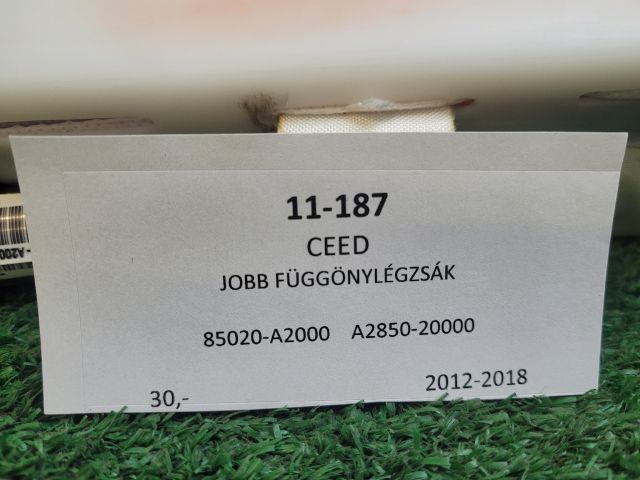 11-187
CEED
JOBB FÜGGÖNYLÉGZSÁK
85020-A2000 A2850-20000
30,- 2012-2018